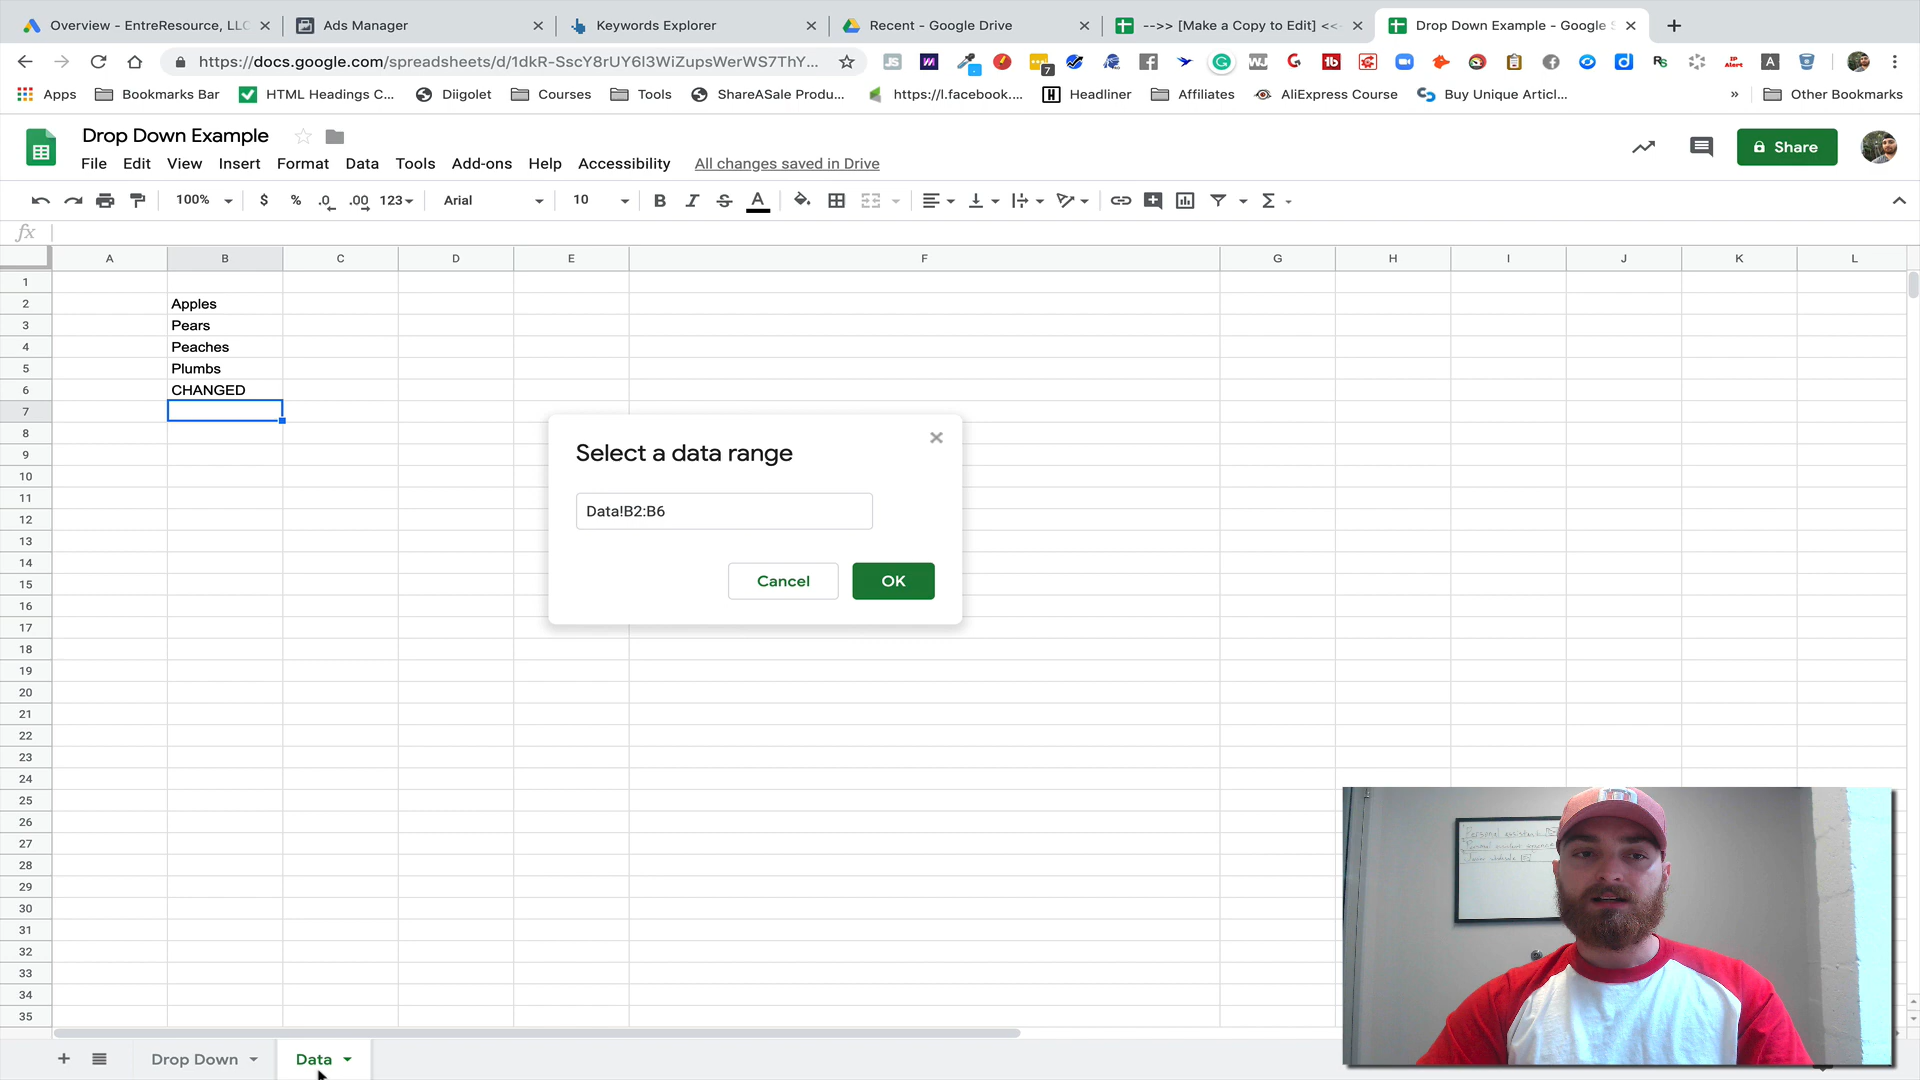 Overview - EntreResource, LLC
Ads Manager
Keywords Explorer
Recent - Google Drive
-->> [Make a Copy to Edit] <<-
Drop Down Example - Google S
https://docs.google.com/spreadsheets/d/1dkR-SscY8rUY6I3WiZupsWerWS7ThY...
Apps
Bookmarks Bar
HTML Headings C...
Diigolet
Courses
Tools
ShareASale Produ...
https://l.facebook....
Headliner
Affiliates
AliExpress Course
Buy Unique Articl...
»
Other Bookmarks
Drop Down Example
File Edit View Insert Format Data Tools Add-ons Help Accessibility
All changes saved in Drive
Share
100% $ % .0 .00 123 Arial 10 B I S A Σ
fx
A B C D E F G H I J K L
1
2 Apples
3 Pears
4 Peaches
5 Plumbs
6 CHANGED
7
8
9
10
11
12
13
14
15
16
17
18
19
20
21
22
23
24
25
26
27
28
29
30
31
32
33
34
35
Select a data range
Data!B2:B6
Cancel
OK
Drop Down
Data